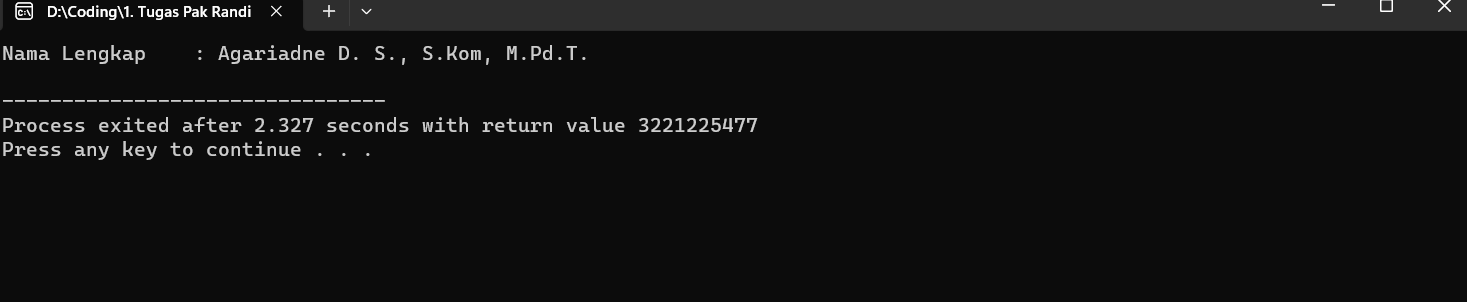 D:\Coding\1. Tugas Pak Randi
Nama Lengkap    : Agariadne D. S., S.Kom, M.Pd.T.
--------------------------------
Process exited after 2.327 seconds with return value 3221225477
Press any key to continue . . .